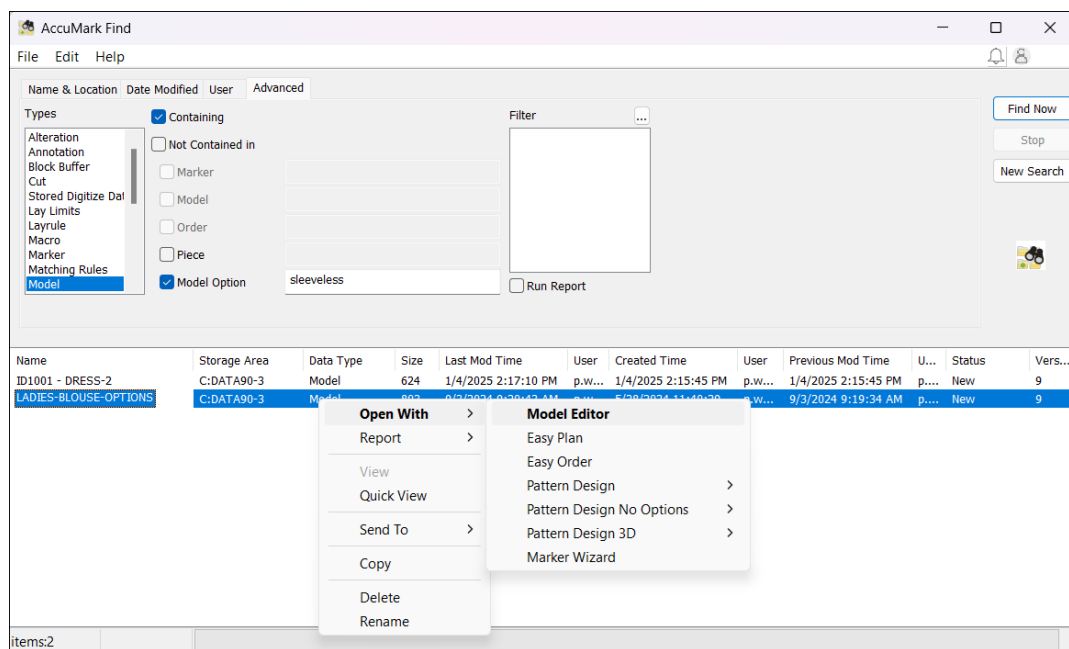 AccuMark Find
File Edit Help
Name & Location Date Modified User Advanced
Types
Containing
Filter
...
Find Now
Alteration
Annotation
Block Buffer
Cut
Stored Digitize Dat
Lay Limits
Layrule
Macro
Marker
Matching Rules
Model
Not Contained in
Marker
Model
Order
Piece
Model Option sleeveless
Run Report
Stop
New Search
Name Storage Area Data Type Size Last Mod Time User Created Time User Previous Mod Time U... Status Vers...
ID1001 - DRESS-2 C:DATA90-3 Model 624 1/4/2025 2:17:10 PM p.w... 1/4/2025 2:15:45 PM p.w... 1/4/2025 2:15:45 PM p.... New 9
LADIES-BLOUSE-OPTIONS C:DATA90-3 Model p.w... 9/3/2024 9:19:34 AM p.... New 9
Open With
Report
View
Quick View
Send To
Copy
Delete
Rename
Model Editor
Easy Plan
Easy Order
Pattern Design
Pattern Design No Options
Pattern Design 3D
Marker Wizard
items:2